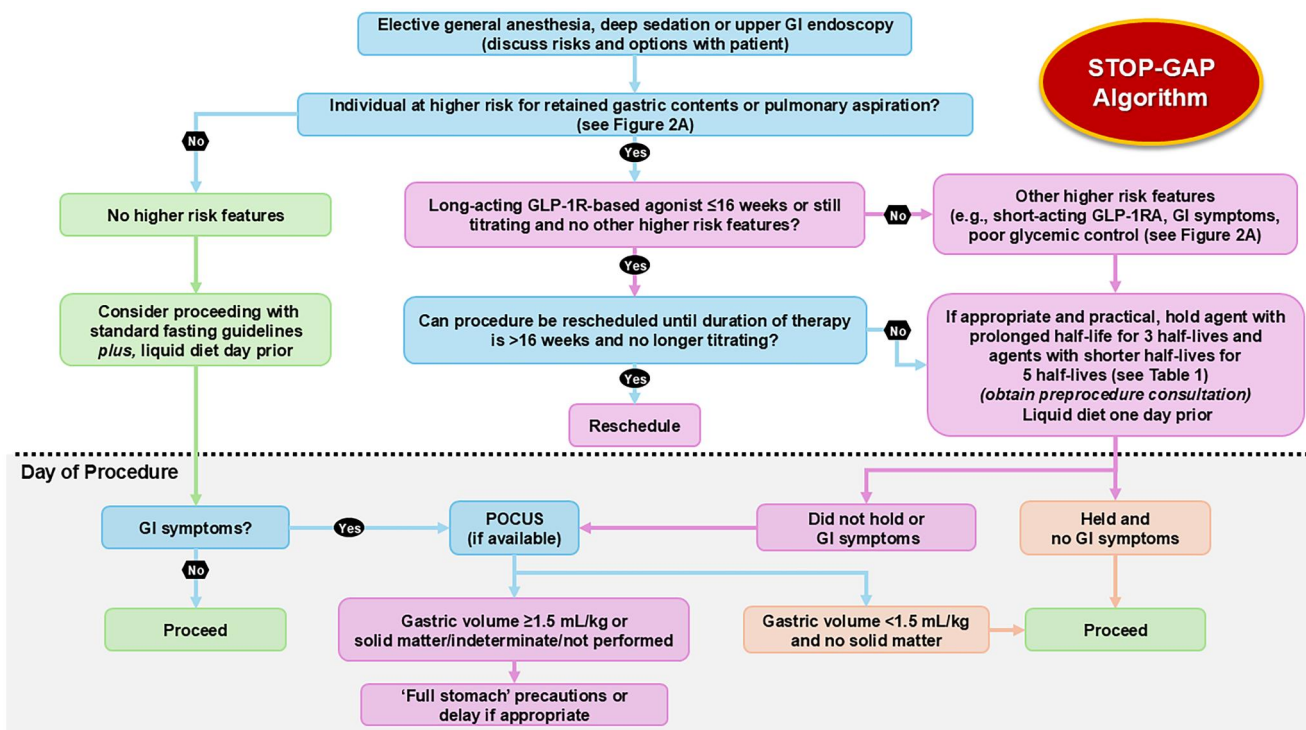 Elective general anesthesia, deep sedation or upper GI endoscopy
(discuss risks and options with patient)
STOP-GAP
Algorithm
Individual at higher risk for retained gastric contents or pulmonary aspiration?
(see Figure 2A)
No
Yes
No higher risk features
Long-acting GLP-1R-based agonist ≤16 weeks or still
titrating and no other higher risk features?
No
Other higher risk features
(e.g., short-acting GLP-1RA, GI symptoms,
poor glycemic control (see Figure 2A)
Yes
Consider proceeding with
standard fasting guidelines
plus, liquid diet day prior
Can procedure be rescheduled until duration of therapy
is >16 weeks and no longer titrating?
No
If appropriate and practical, hold agent with
prolonged half-life for 3 half-lives and
agents with shorter half-lives for
5 half-lives (see Table 1)
(obtain preprocedure consultation)
Liquid diet one day prior
Yes
Reschedule
Day of Procedure
GI symptoms?
Yes
POCUS
(if available)
Did not hold or
GI symptoms
Held and
no GI symptoms
No
Proceed
Gastric volume ≥1.5 mL/kg or
solid matter/indeterminate/not performed
Gastric volume <1.5 mL/kg
and no solid matter
Proceed
‘Full stomach’ precautions or
delay if appropriate